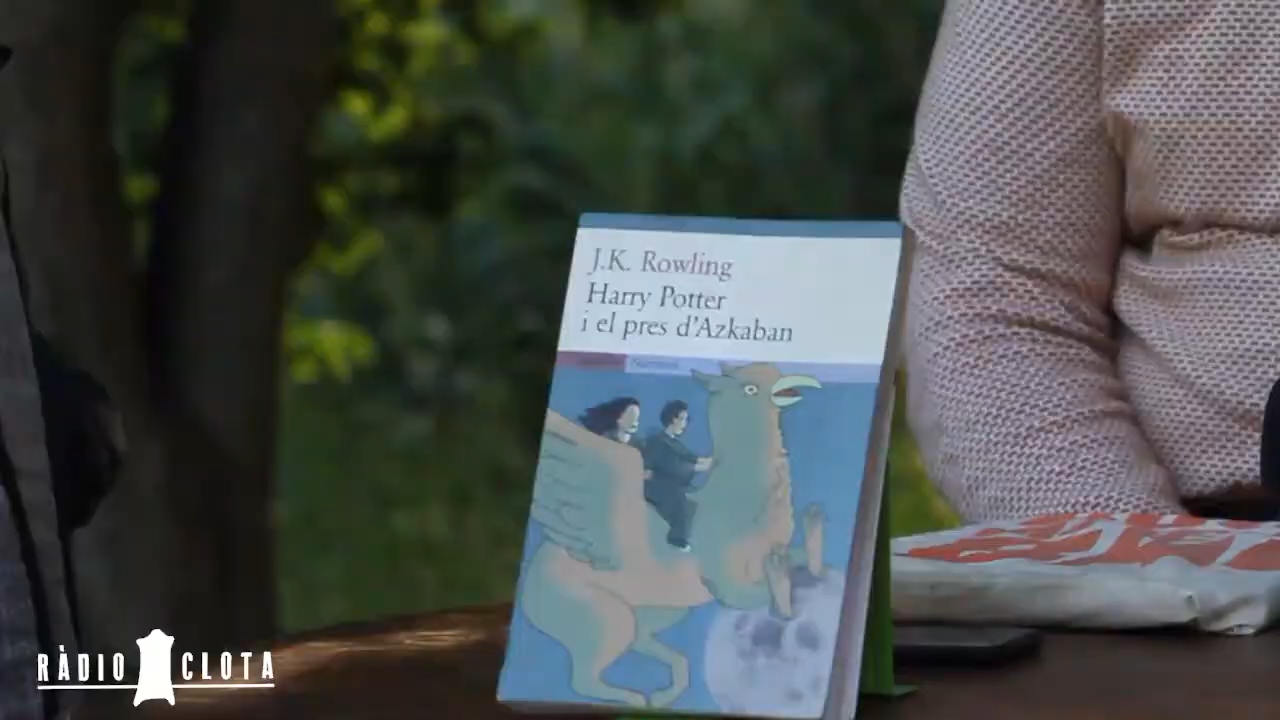 J.K. Rowling
Harry Potter
i el pres d'Azkaban
RÀDIO CLOTA